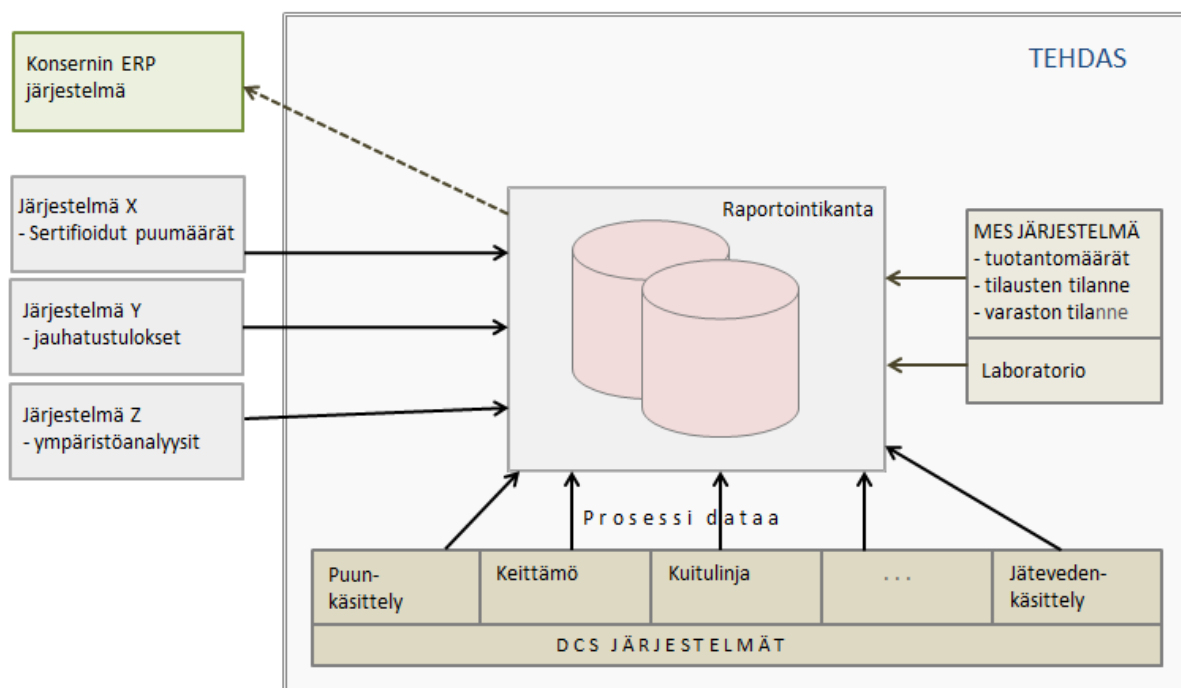 TEHDAS
Konsernin ERP
järjestelmä
Järjestelmä X
- Sertifioidut puumäärät
Järjestelmä Y
- jauhatustulokset
Järjestelmä Z
- ympäristöanalyysit
Raportointikanta
MES JÄRJESTELMÄ
- tuotantomäärät
- tilausten tilanne
- varaston tilanne
Laboratorio
Prosessi dataa
Puun-
käsittely
Keittämö
Kuitulinja
...
Jäteveden-
käsittely
DCS JÄRJESTELMÄT